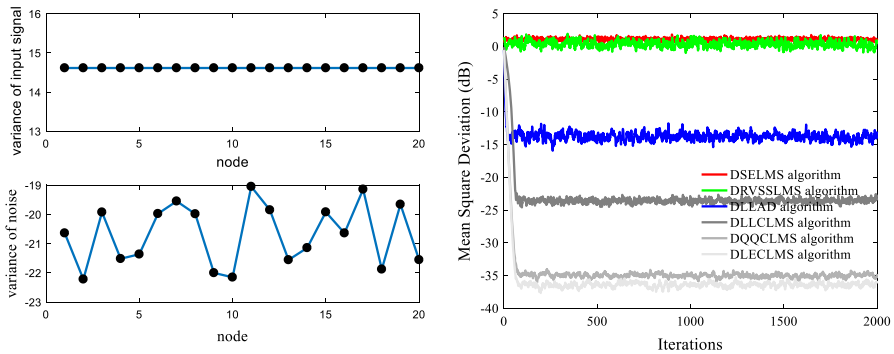 variance of input signal
16
15
14
13
0
5
10
15
20
node
variance of noise
-19
-20
-21
-22
-23
0
5
10
15
20
node
Mean Square Deviation (dB)
5
0
-5
-10
-15
-20
-25
-30
-35
-40
DSELMS algorithm
DRVSSLMS algorithm
DLEAD algorithm
DLLCLMS algorithm
DQQCLMS algorithm
DLECLMS algorithm
0
500
1000
1500
2000
Iterations